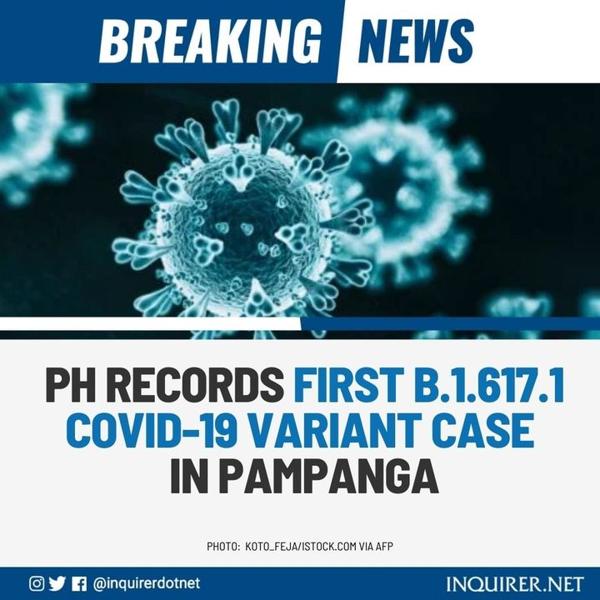 BREAKING NEWS
PH RECORDS FIRST B.1.617.1
COVID-19 VARIANT CASE
IN PAMPANGA
PHOTO: KOTO_FEJA/ISTOCK.COM VIA AFP
@inquirerdotnet
INQUIRER.NET